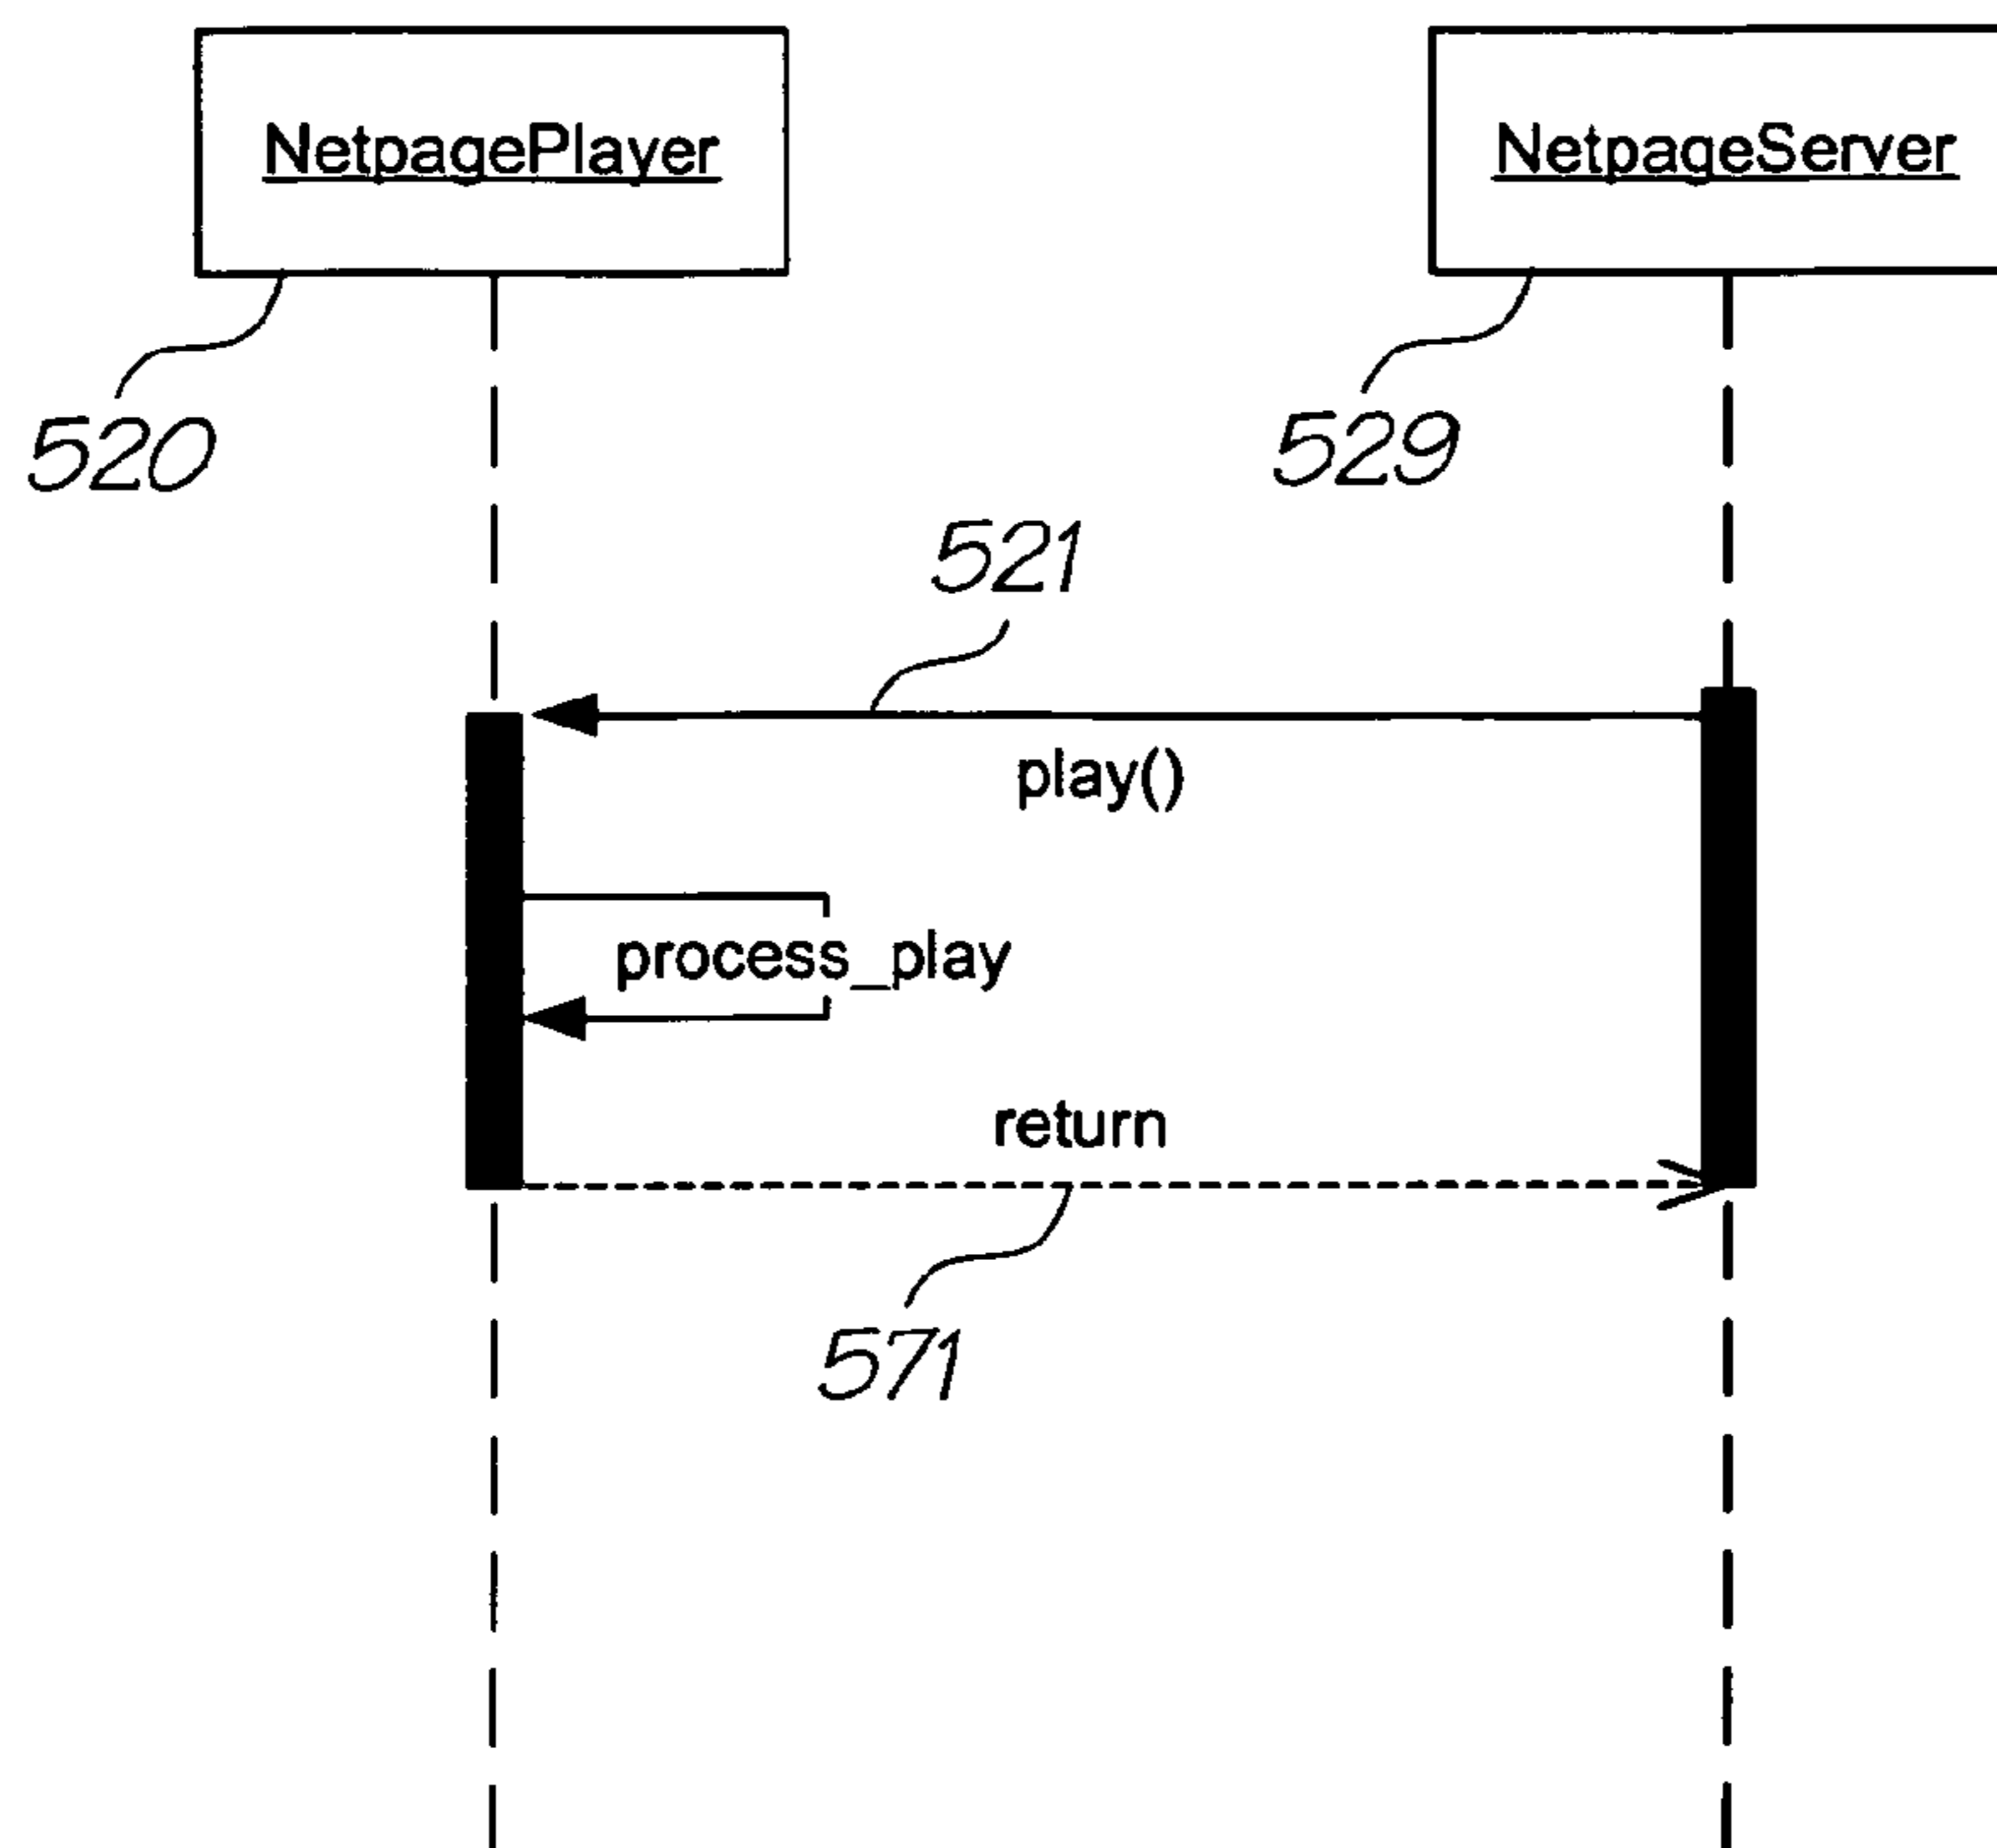 NetpagePlayer
NetpageServer
520
529
521
play()
process_play
return
571